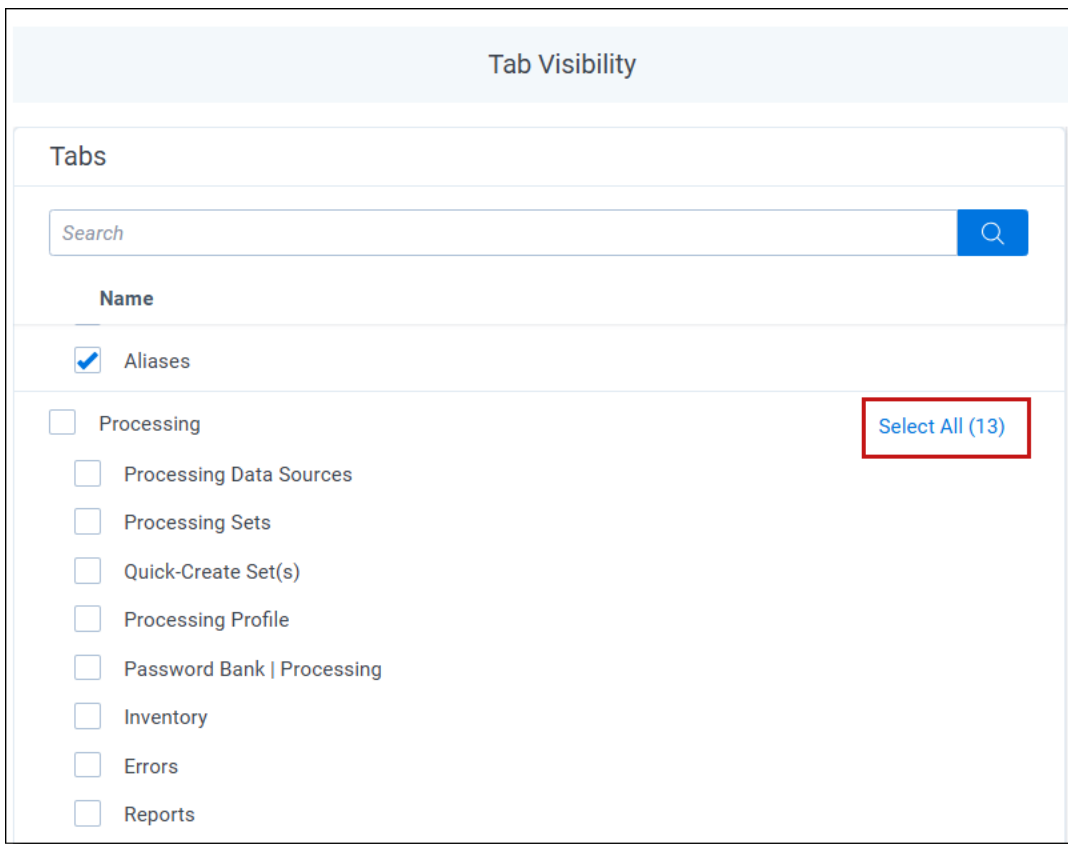 Tab Visibility
Tabs
Search
Name
Aliases
Processing
Select All (13)
Processing Data Sources
Processing Sets
Quick-Create Set(s)
Processing Profile
Password Bank | Processing
Inventory
Errors
Reports